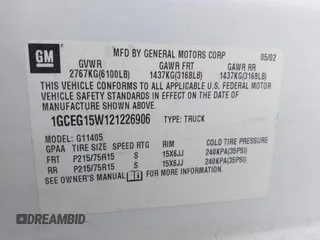 GM
MFD BY GENERAL MOTORS CORP 05/02
GVWR GAWR FRT GAWR RR
2767KG(6100LB) 1437KG(3168LB) 1437KG(3168LB)
THIS VEHICLE CONFORMS TO ALL APPLICABLE U.S. FEDERAL MOTOR
VEHICLE SAFETY STANDARDS IN EFFECT ON THE DATE OF
MANUFACTURE SHOWN ABOVE.
1GCEG15W121226906 TYPE: TRUCK
MODEL: G11405
GPAA TIRE SIZE SPEED RTG RIM COLD TIRE PRESSURE
FRT P215/75R15 15X6JJ 240KPA(35PSI)
RR P215/75R15 15X6JJ 240KPA(35PSI)
SEE OWNER'S MANUAL FOR ADDITIONAL INFORMATION.
DREAMBID